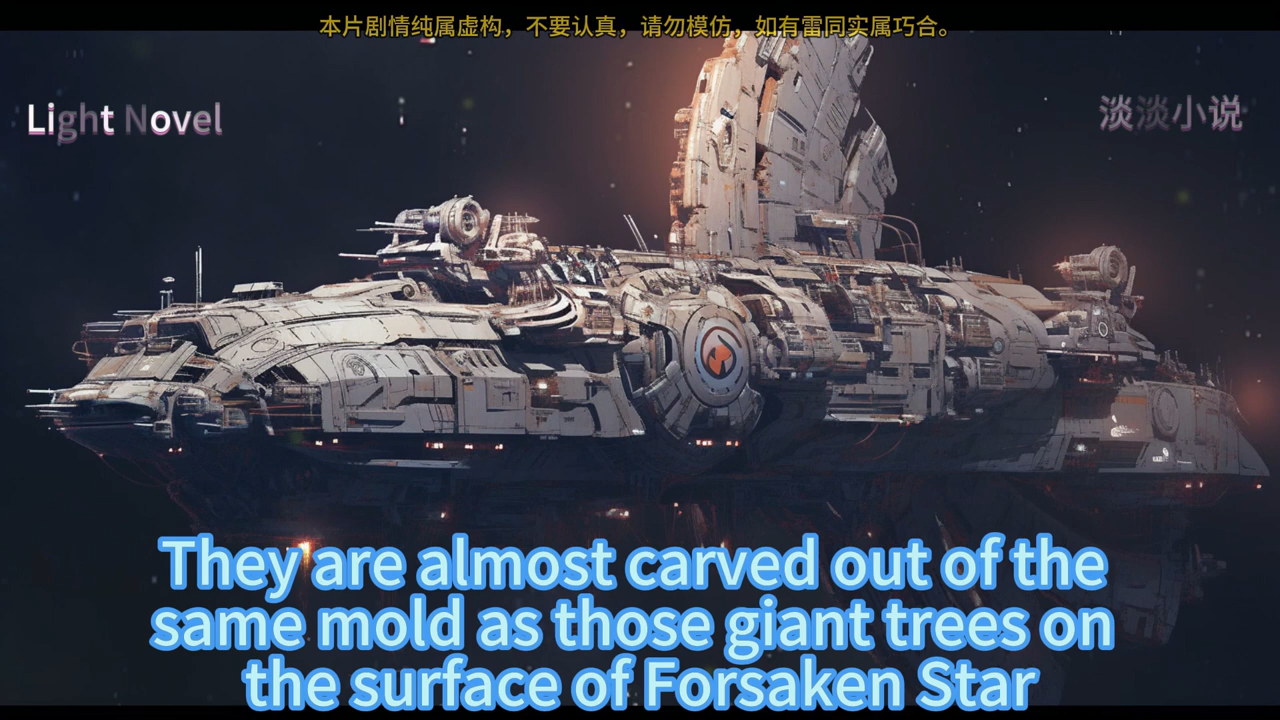 本片剧情纯属虚构，不要认真，请勿模仿，如有雷同实属巧合。
Light Novel
淡淡小说
They are almost carved out of the
same mold as those giant trees on
the surface of Forsaken Star